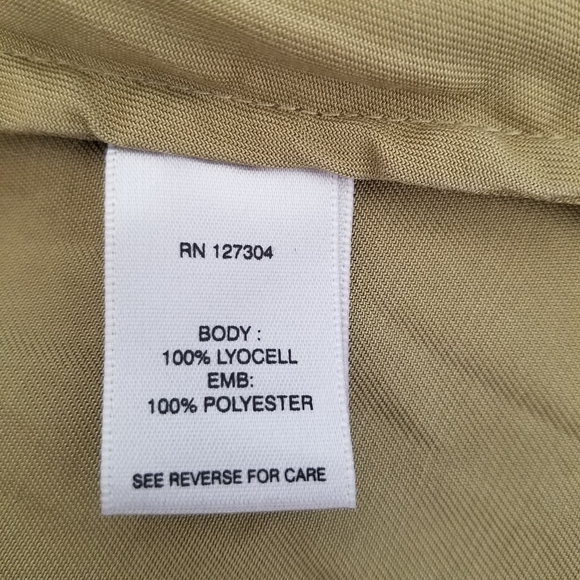 RN 127304
BODY :
100% LYOCELL
EMB:
100% POLYESTER
SEE REVERSE FOR CARE